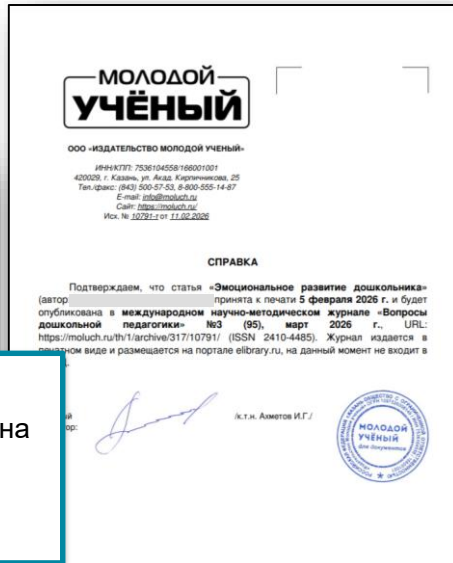 МОЛОДОЙ
УЧЁНЫЙ
ООО «ИЗДАТЕЛЬСТВО МОЛОДОЙ УЧЕНЫЙ»
ИНН/КПП: 7536104558/166001001
420029, г. Казань, ул. Акад. Кирпичникова, 25
Тел./факс: (843) 500-57-53, 8-800-555-14-87
E-mail: info@moluch.ru
Сайт: https://moluch.ru/
Исх. № 10791-т от 11.02.2026
СПРАВКА
Подтверждаем, что статья «Эмоциональное развитие дошкольника»
(автор принята к печати 5 февраля 2026 г. и будет
опубликована в международном научно-методическом журнале «Вопросы
дошкольной педагогики» №3 (95), март 2026 г., URL:
https://moluch.ru/th/1/archive/317/10791/ (ISSN 2410-4485). Журнал издается в
печатном виде и размещается на портале elibrary.ru, на данный момент не входит в
на
/к.т.н. Ахметов И.Г./
МОЛОДОЙ
УЧЁНЫЙ
Для документов